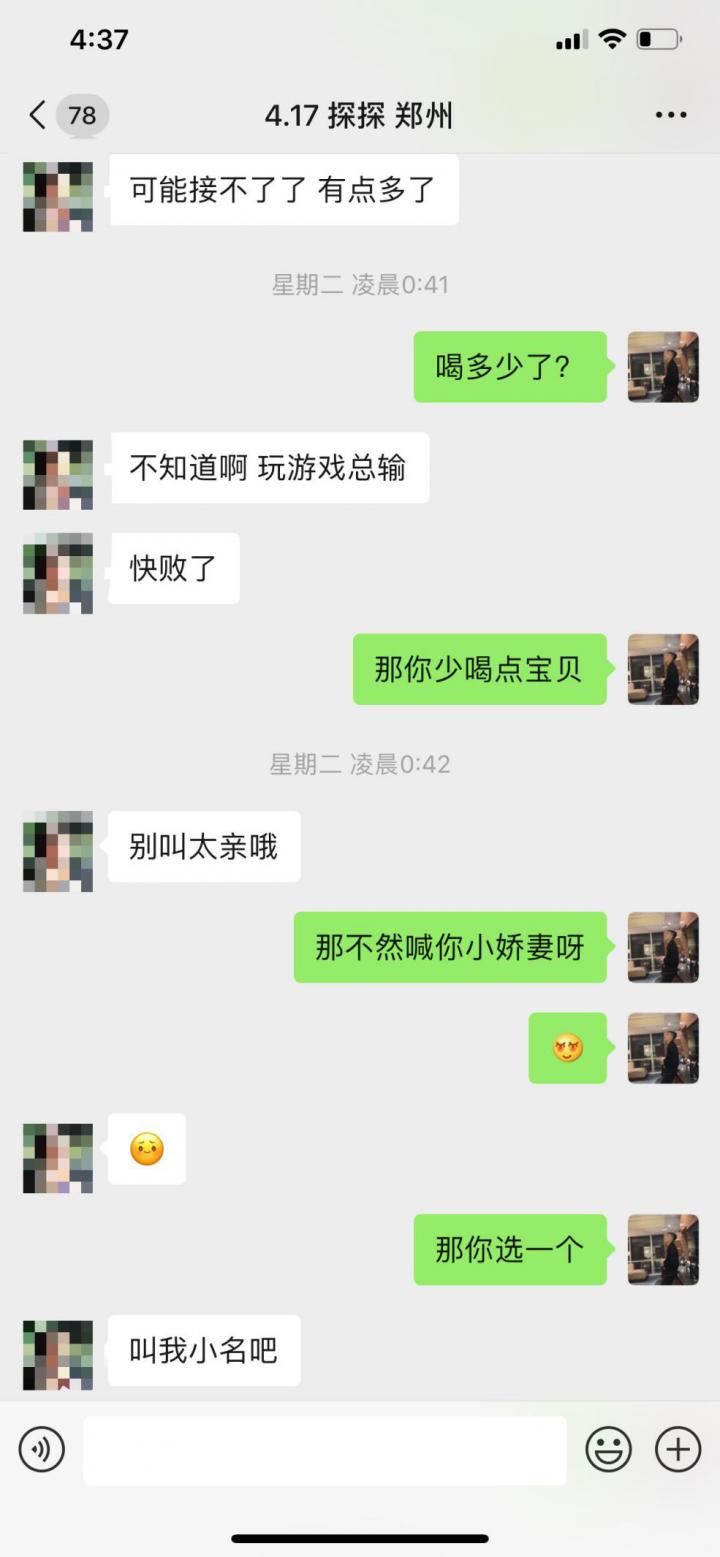 4:37
78
4.17 探探 郑州
可能接不了了 有点多了
星期二 凌晨0:41
喝多少了?
不知道啊 玩游戏总输
快败了
那你少喝点宝贝
星期二 凌晨0:42
别叫太亲哦
那不然喊你小娇妻呀
那你选一个
叫我小名吧